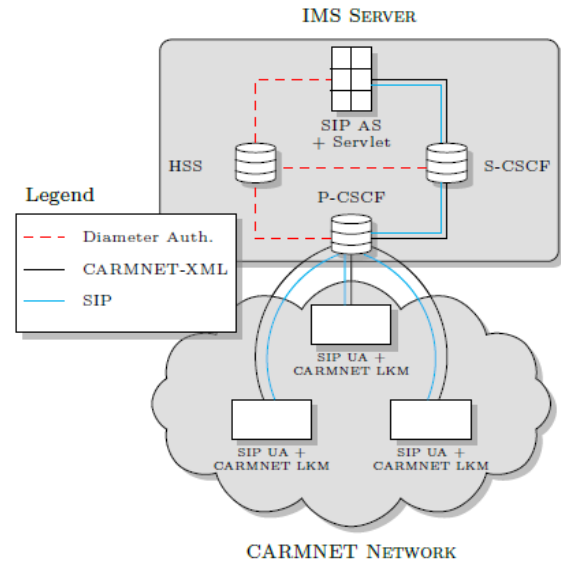 IMS SERVER
SIP AS
+ Servlet
HSS
S-CSCF
P-CSCF
Legend
Diameter Auth.
CARMNET-XML
SIP
SIP UA +
CARMNET LKM
SIP UA +
CARMNET LKM
SIP UA +
CARMNET LKM
CARMNET NETWORK